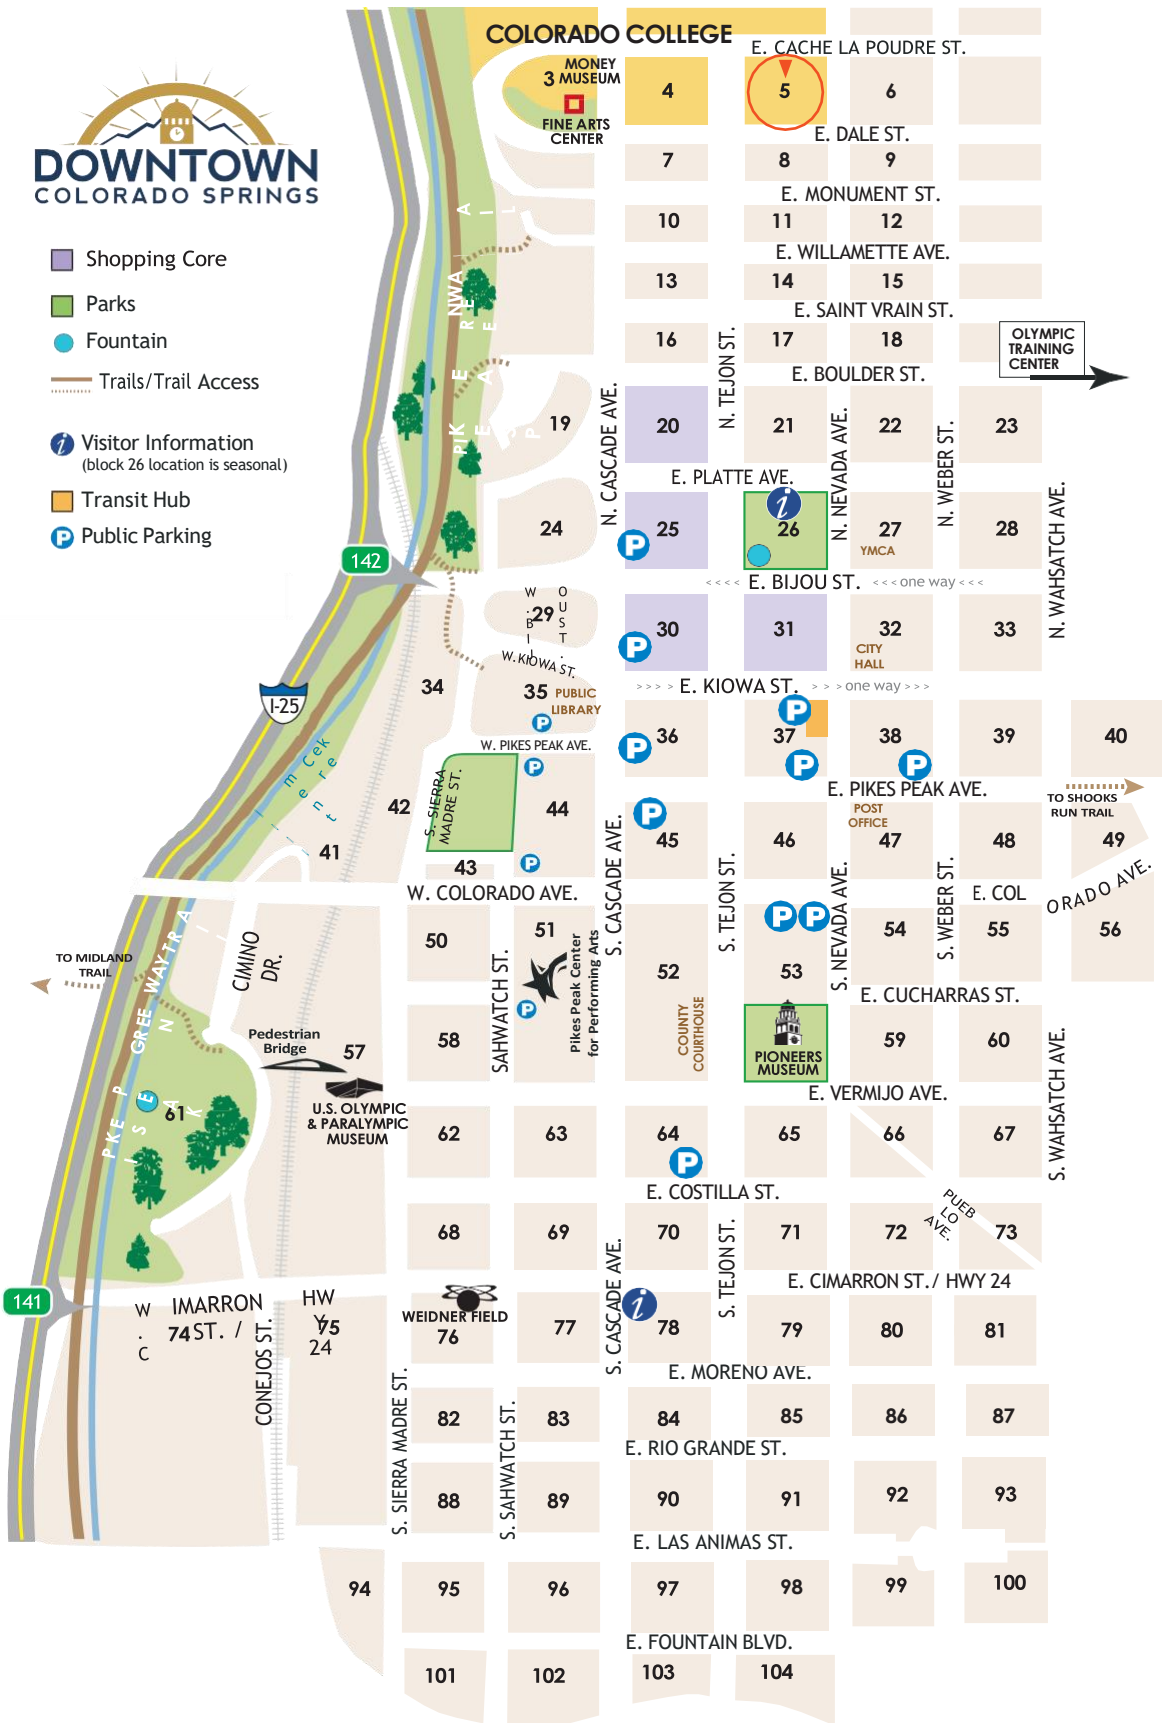 COLORADO COLLEGE
E. CACHE LA POUDRE ST.
MONEY
3 MUSEUM
4
5
6
FINE ARTS
CENTER
E. DALE ST.
DOWNTOWN
COLORADO SPRINGS
7
8
9
E. MONUMENT ST.
10
11
12
E. WILLAMETTE AVE.
Shopping Core
Parks
Fountain
Trails/Trail Access
Visitor Information
(block 26 location is seasonal)
Transit Hub
Public Parking
13
14
15
E. SAINT VRAIN ST.
16
17
18
OLYMPIC
TRAINING
CENTER
N. TEJON ST.
E. BOULDER ST.
19
N. CASCADE AVE.
20
21
N. NEVADA AVE.
22
N. WEBER ST.
23
E. PLATTE AVE.
24
25
26
27
YMCA
28
N. WAHSATCH AVE.
P
142
<<<< E. BIJOU ST. <<< one way <<<
W. BI
OUST.
29
30
31
32
CITY
HALL
33
P
W. KIOWA ST.
>>>> E. KIOWA ST. >>> one way >>>
34
35 PUBLIC
LIBRARY
P
I-25
36
37
38
39
40
P
P
P
P
W. PIKES PEAK AVE.
E. PIKES PEAK AVE.
TO SHOOKS
RUN TRAIL
S. SIERRA
MADRE ST.
42
P
44
P
43
41
P
45
46
POST
OFFICE
47
48
49
W. COLORADO AVE.
E. COL
ORADO AVE.
S. CASCADE AVE.
S. TEJON ST.
S. NEVADA AVE.
S. WEBER ST.
50
SAHWATCH ST.
51
Pikes Peak Center
for Performing Arts
P
52
COUNTY
COURTHOUSE
P P
53
54
55
56
CIMINO
DR.
TO MIDLAND
TRAIL
E. CUCHARRAS ST.
Pedestrian
Bridge
57
58
PIONEERS
MUSEUM
59
60
S. WAHSATCH AVE.
E. VERMIJO AVE.
61
U.S. OLYMPIC
& PARALYMPIC
MUSEUM
62
63
64
P
65
66
67
E. COSTILLA ST.
PUEB
LO
AVE.
68
69
70
71
72
73
S. CASCADE AVE.
S. TEJON ST.
E. CIMARRON ST./ HWY 24
141
W.C
IMARRON
74 ST. /
HW
Y
24
75
CONEJOS ST.
WEIDNER FIELD
76
77
78
79
80
81
E. MORENO AVE.
S. SIERRA MADRE ST.
82
S. SAHWATCH ST.
83
84
85
86
87
E. RIO GRANDE ST.
88
89
90
91
92
93
E. LAS ANIMAS ST.
94
95
96
97
98
99
100
E. FOUNTAIN BLVD.
101
102
103
104